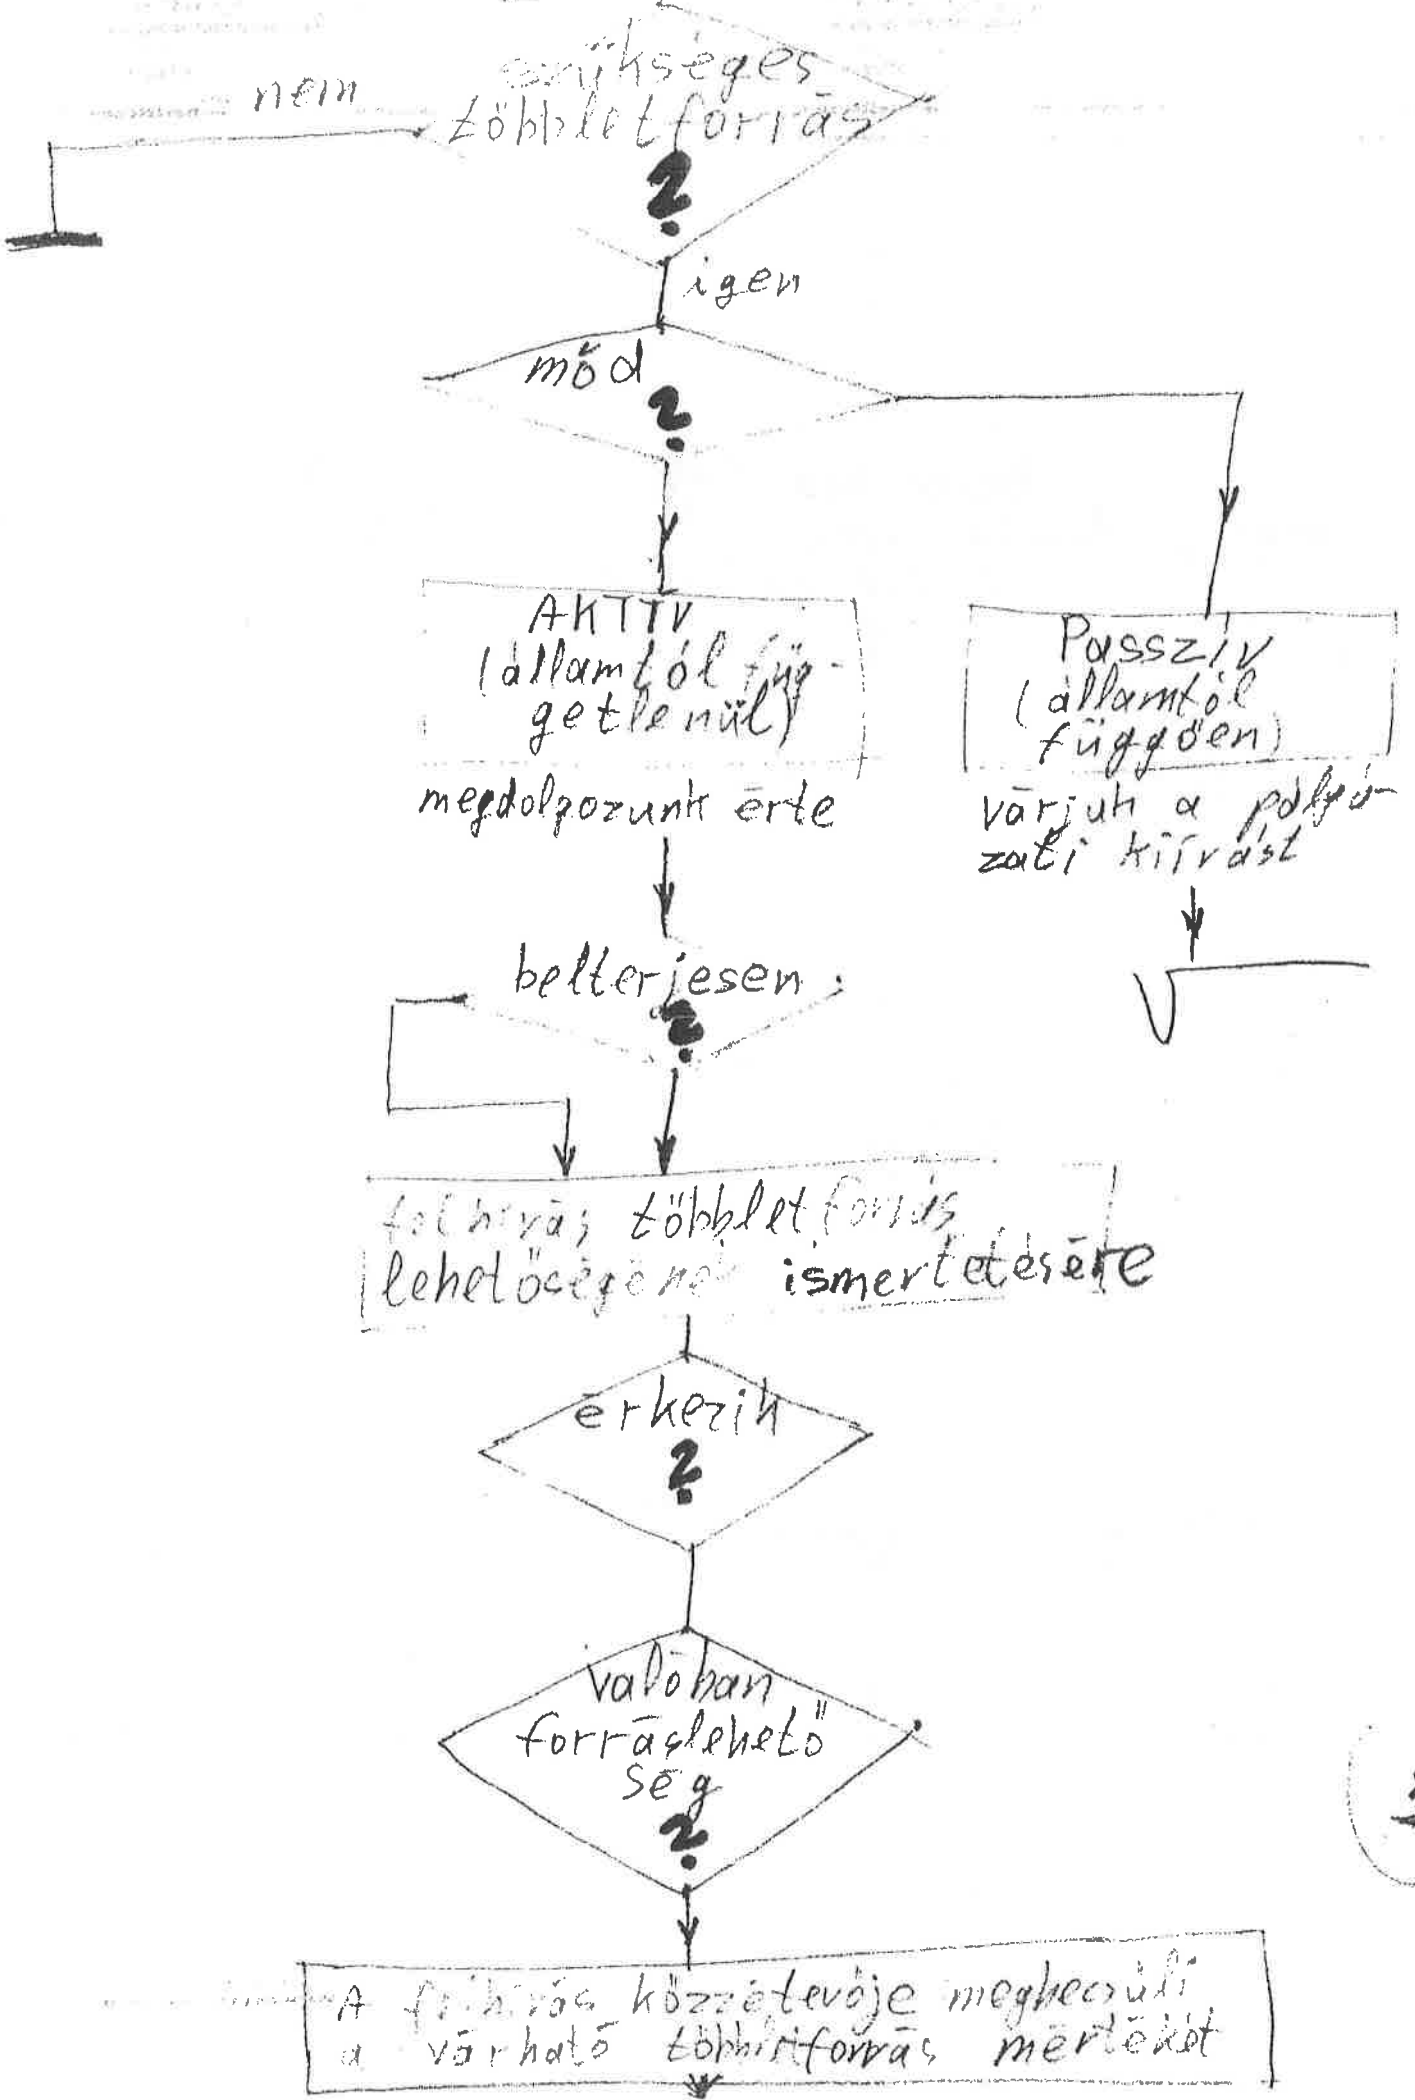 szükséges
nem
többletforrás
?
igen
mód
?
AKTIV
(államtól füg-
getlenül)
megdolgozunk érte
Passzív
(államtól
függően)
várjuk a pályá-
zati kiírást
belterjesen
?
felhívás többletforrás
lehetőségének ismertetésére
érkezik
?
valóban
forráslehető
ség
?
A felhívás közzétevője megbecsüli
a várható többletforrás mértékét